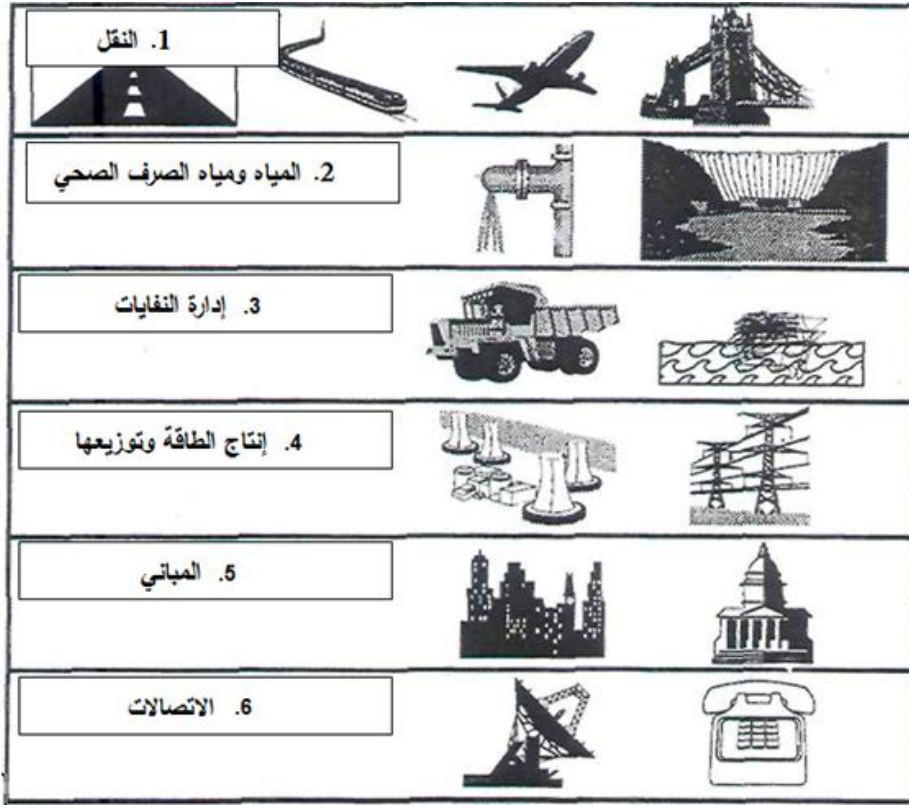 1. النقل
2. المياه ومياه الصرف الصحي
3. إدارة النفايات
4. إنتاج الطاقة وتوزيعها
5. المباني
6. الاتصالات